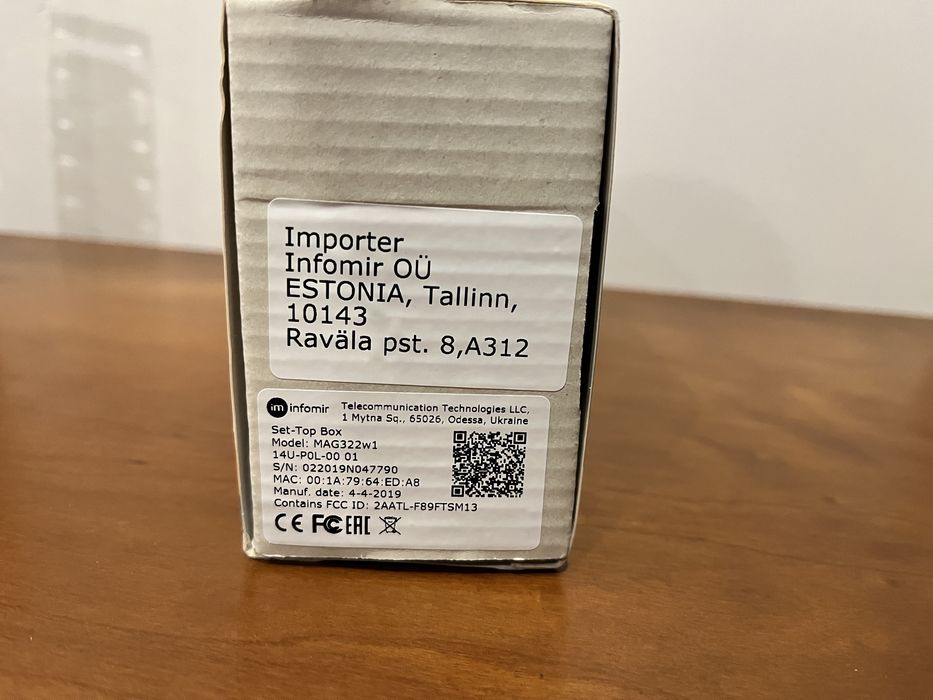 Importer
Infomir OÜ
ESTONIA, Tallinn,
10143
Raväla pst. 8,A312
im infomir
Telecommunication Technologies LLC,
1 Mytna Sq., 65026, Odessa, Ukraine
Set-Top Box
Model: MAG322w1
14U-P0L-00 01
S/N: 022019N047790
MAC: 00:1A:79:64:ED:A8
Manuf. date: 4-4-2019
Contains FCC ID: 2AATL-F89FTSM13
CE FC EAC